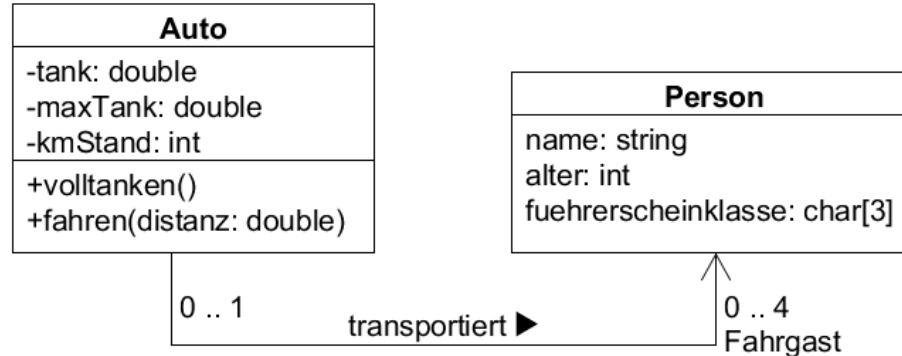 Auto
-tank: double
-maxTank: double
-kmStand: int
+volltanken()
+fahren(distanz: double)
Person
name: string
alter: int
fuehrerscheinklasse: char[3]
0 .. 1
transportiert ▶
0 .. 4
Fahrgast